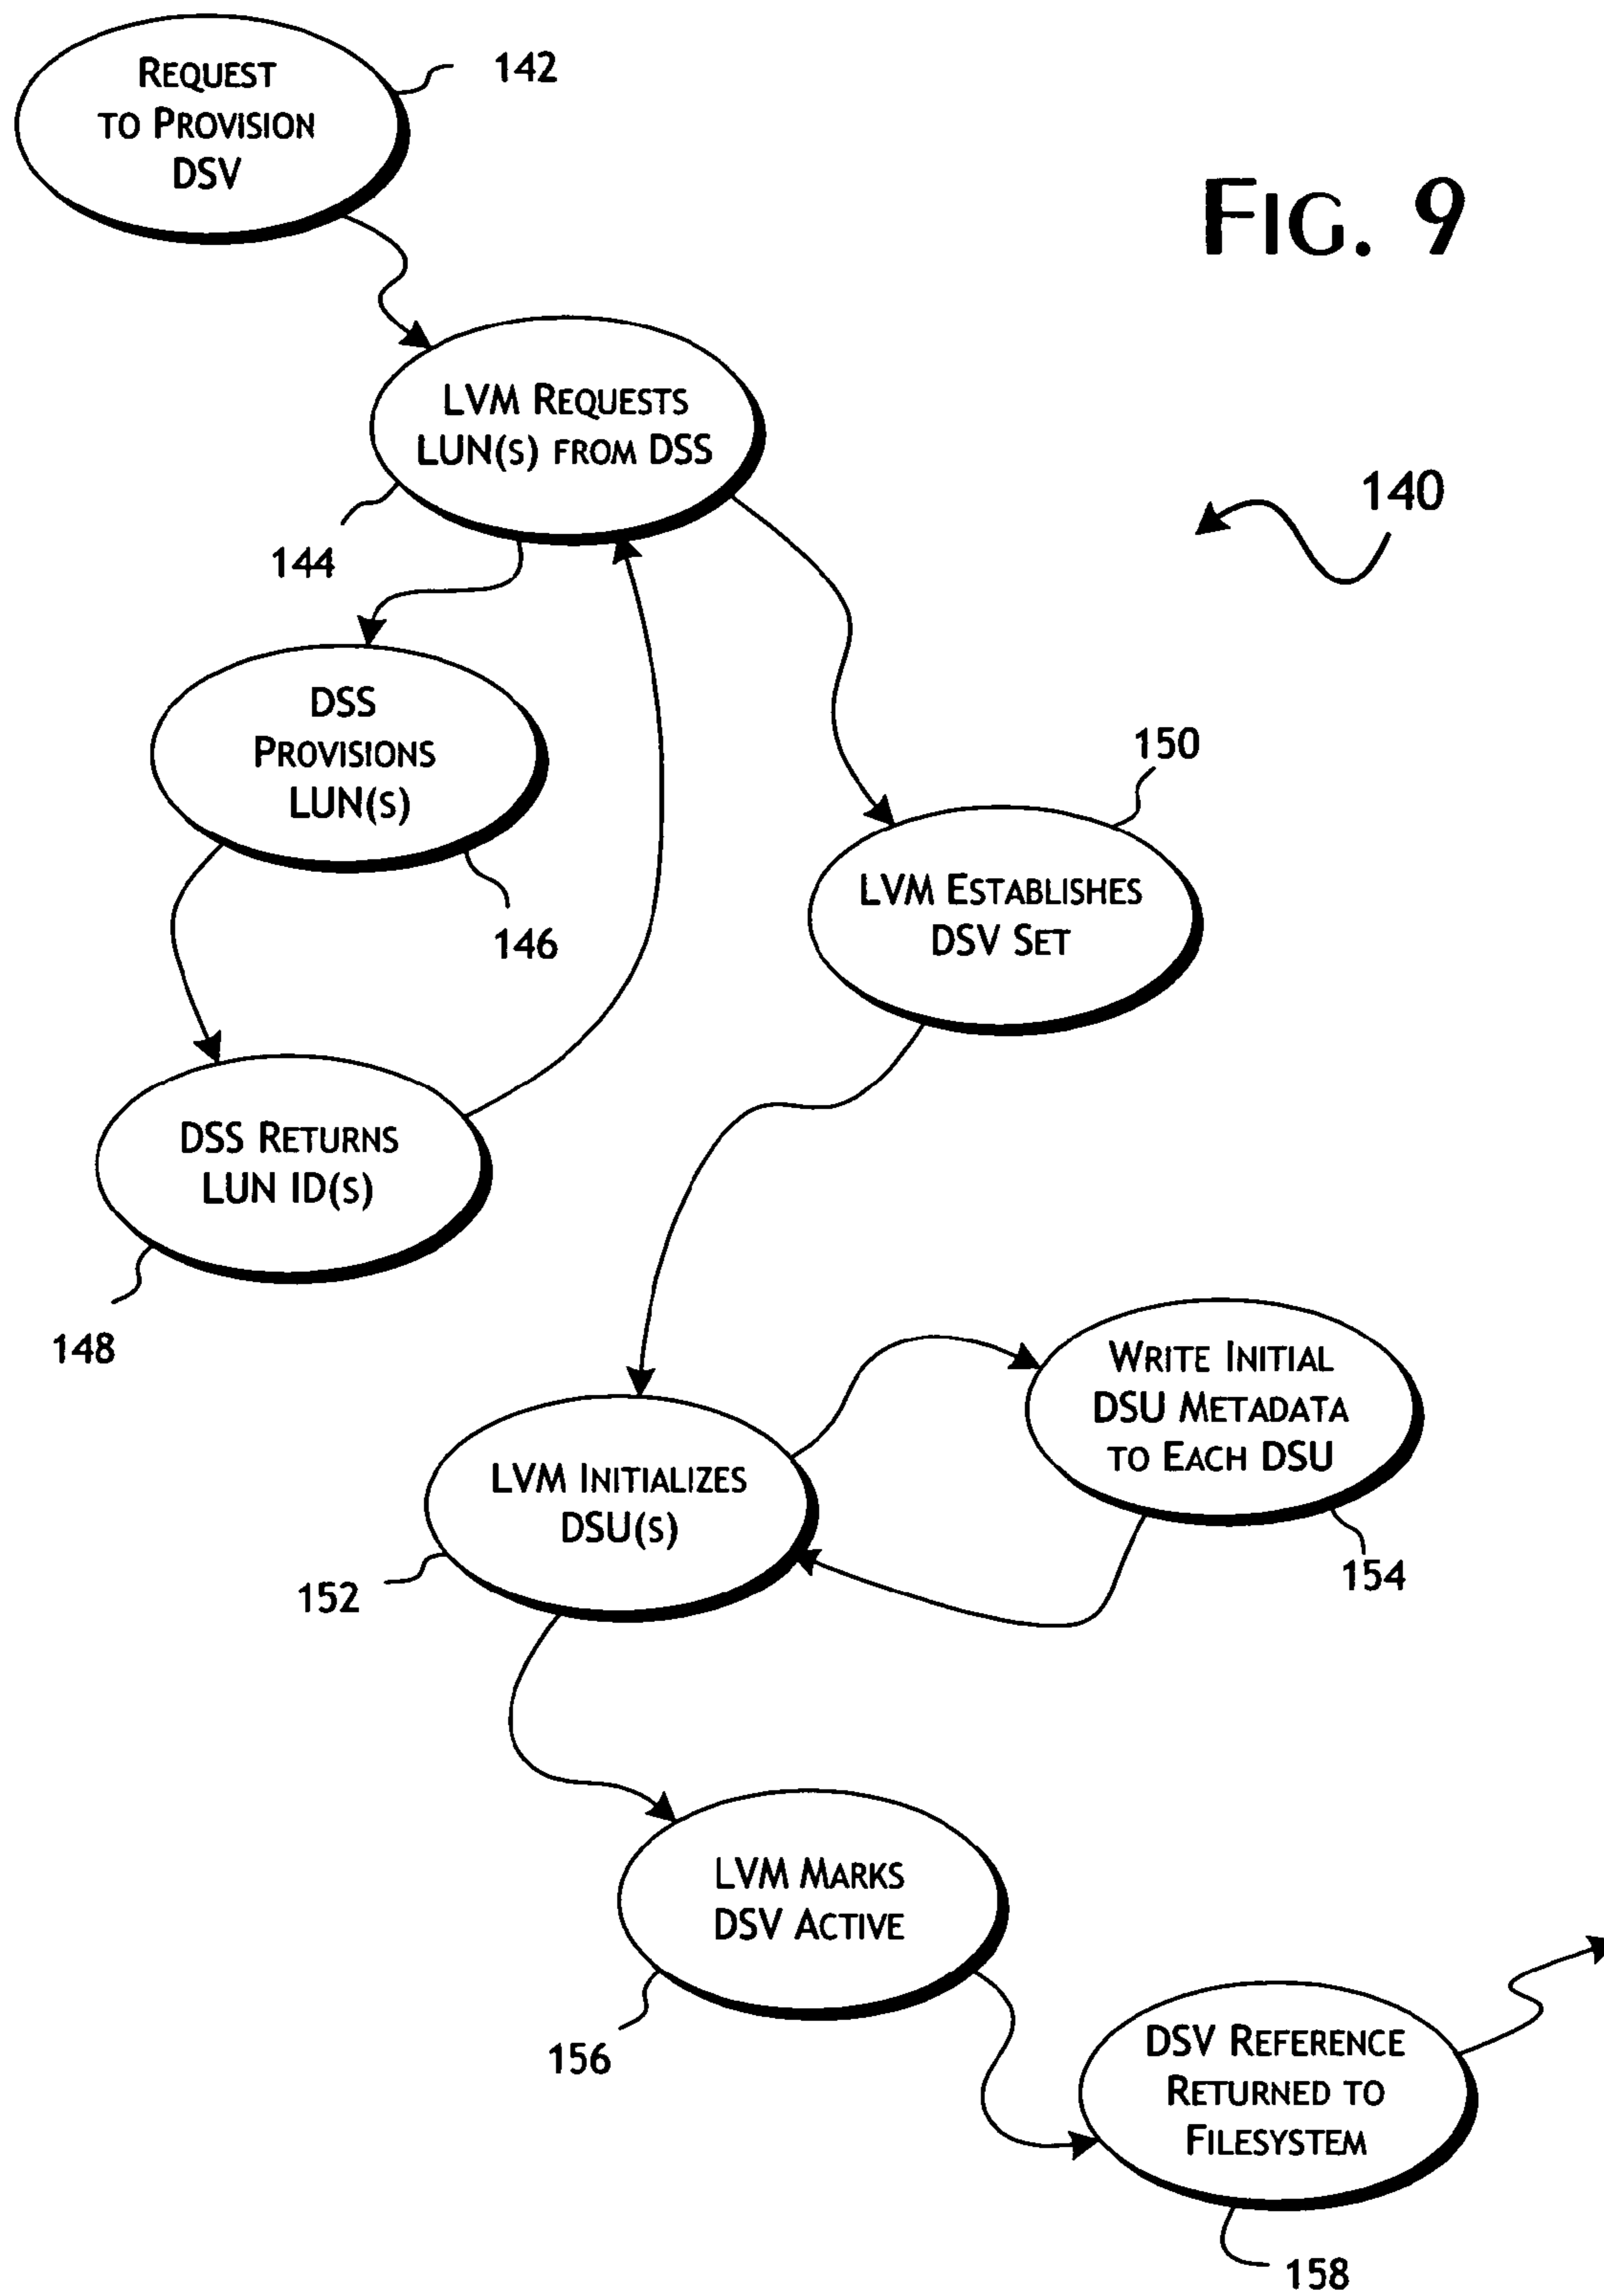 REQUEST
TO PROVISION
DSV
142
FIG. 9
LVM REQUESTS
LUN(S) FROM DSS
144
140
DSS
PROVISIONS
LUN(S)
146
150
LVM ESTABLISHES
DSV SET
DSS RETURNS
LUN ID(S)
148
WRITE INITIAL
DSU METADATA
TO EACH DSU
154
LVM INITIALIZES
DSU(S)
152
LVM MARKS
DSV ACTIVE
156
DSV REFERENCE
RETURNED TO
FILESYSTEM
158